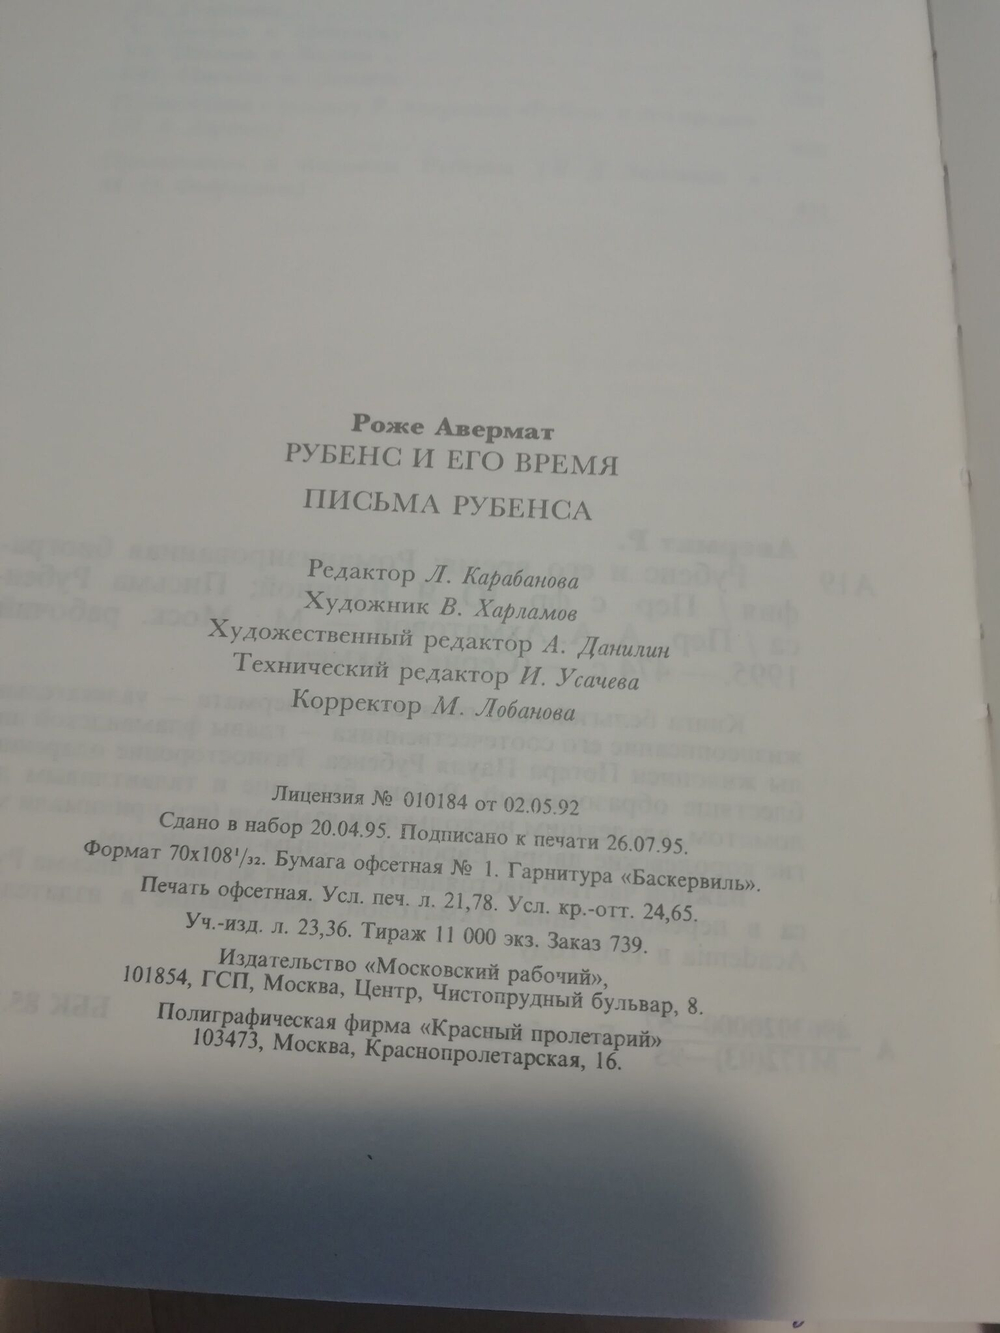 Роже Авермат
РУБЕНС И ЕГО ВРЕМЯ
ПИСЬМА РУБЕНСА
Редактор Л. Карабанова
Художник В. Харламов
Художественный редактор А. Данилин
Технический редактор И. Усачева
Корректор М. Лобанова
Лицензия № 010184 от 02.05.92
Сдано в набор 20.04.95. Подписано к печати 26.07.95.
Формат 70х108¹/₃₂. Бумага офсетная № 1. Гарнитура «Баскервиль».
Печать офсетная. Усл. печ. л. 21,78. Усл. кр.-отт. 24,65.
Уч.-изд. л. 23,36. Тираж 11 000 экз. Заказ 739.
Издательство «Московский рабочий»,
101854, ГСП, Москва, Центр, Чистопрудный бульвар, 8.
Полиграфическая фирма «Красный пролетарий»
103473, Москва, Краснопролетарская, 16.